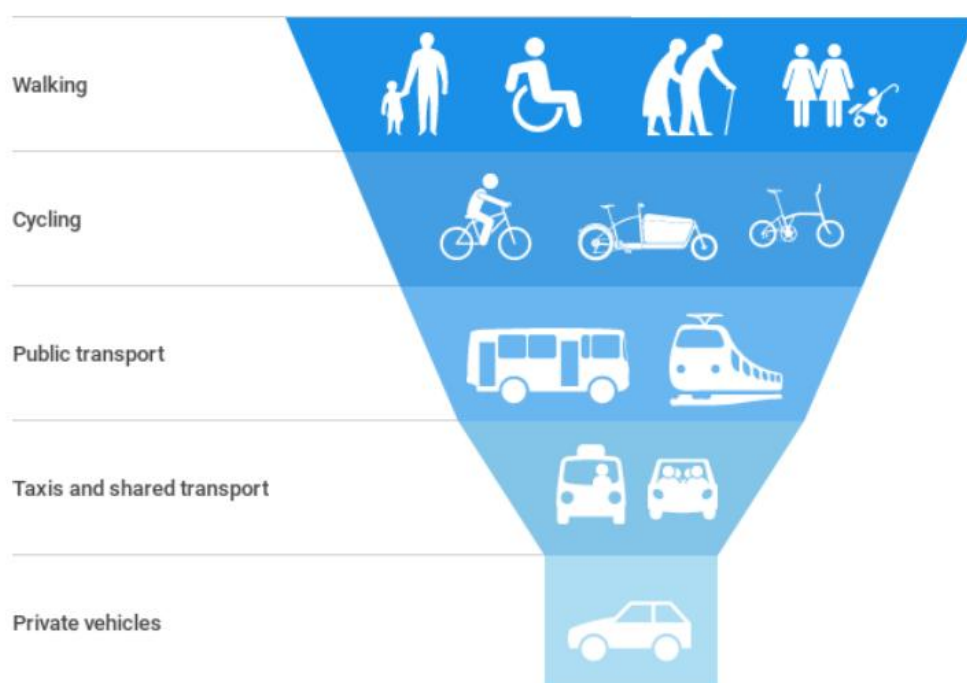 Walking
Cycling
Public transport
Taxis and shared transport
Private vehicles